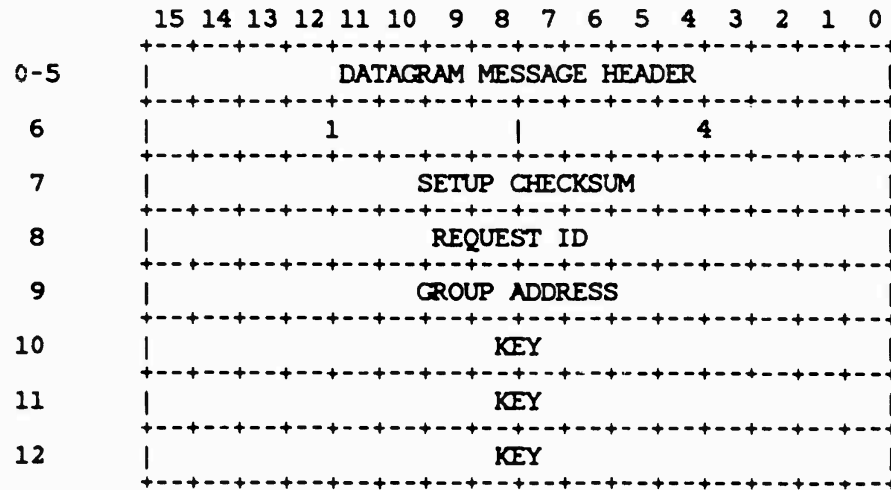 15 14 13 12 11 10 9 8 7 6 5 4 3 2 1 0
0-5 | DATAGRAM MESSAGE HEADER |
6 | 1 | 4 |
7 | SETUP CHECKSUM |
8 | REQUEST ID |
9 | GROUP ADDRESS |
10 | KEY |
11 | KEY |
12 | KEY |